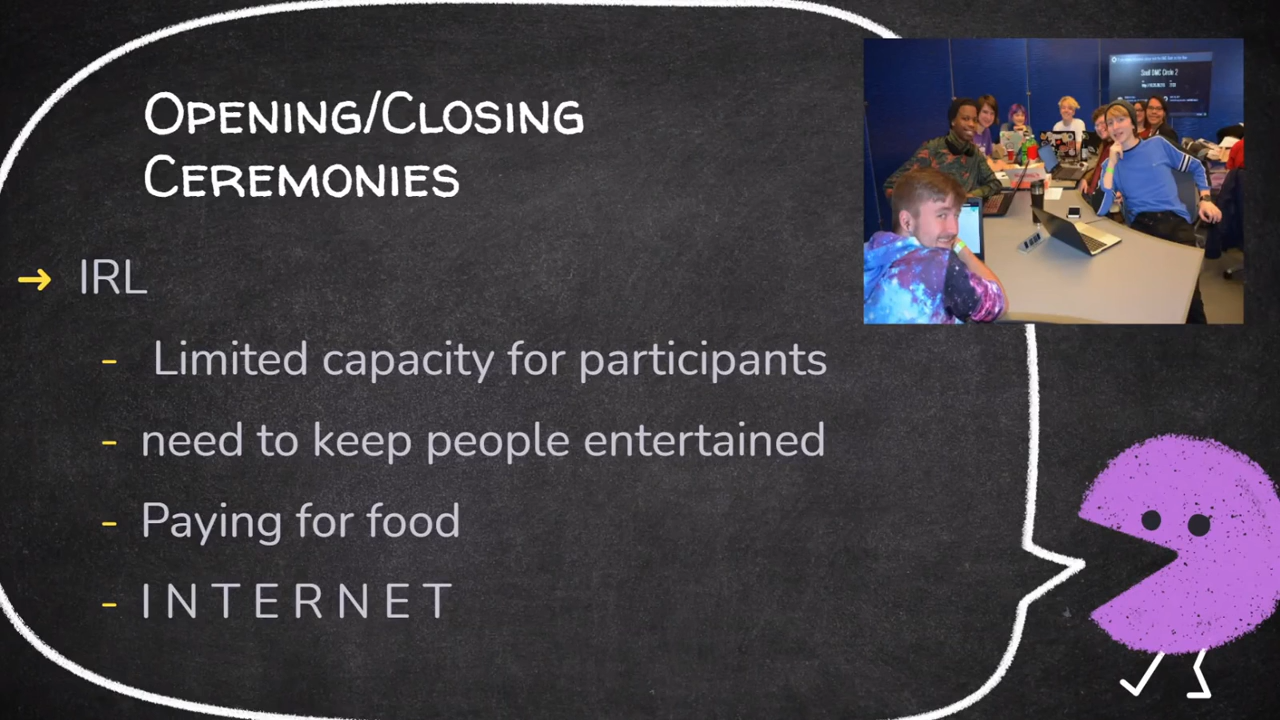 Opening/Closing
Ceremonies
➜ IRL
- Limited capacity for participants
- need to keep people entertained
- Paying for food
- I N T E R N E T